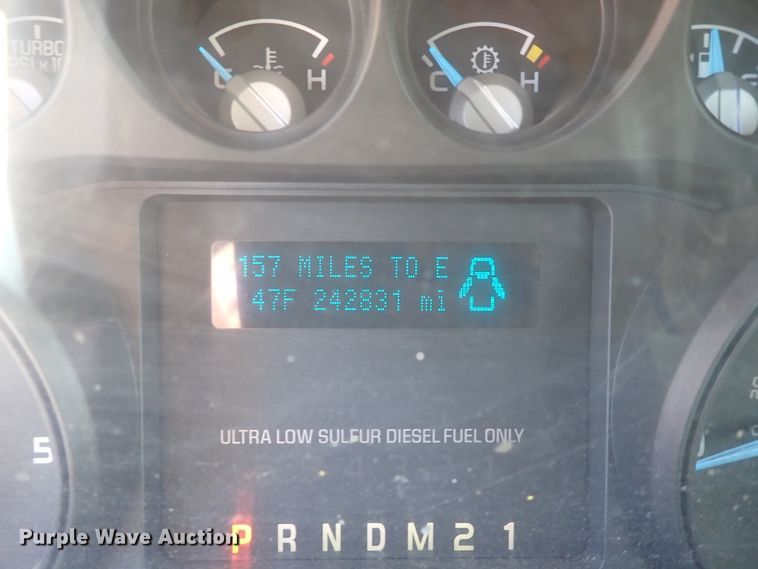 TURBO
PSI x 10
C H
C H
157 MILES TO E
47F 242831 mi
5
ULTRA LOW SULFUR DIESEL FUEL ONLY
P R N D M 2 1
Purple Wave Auction